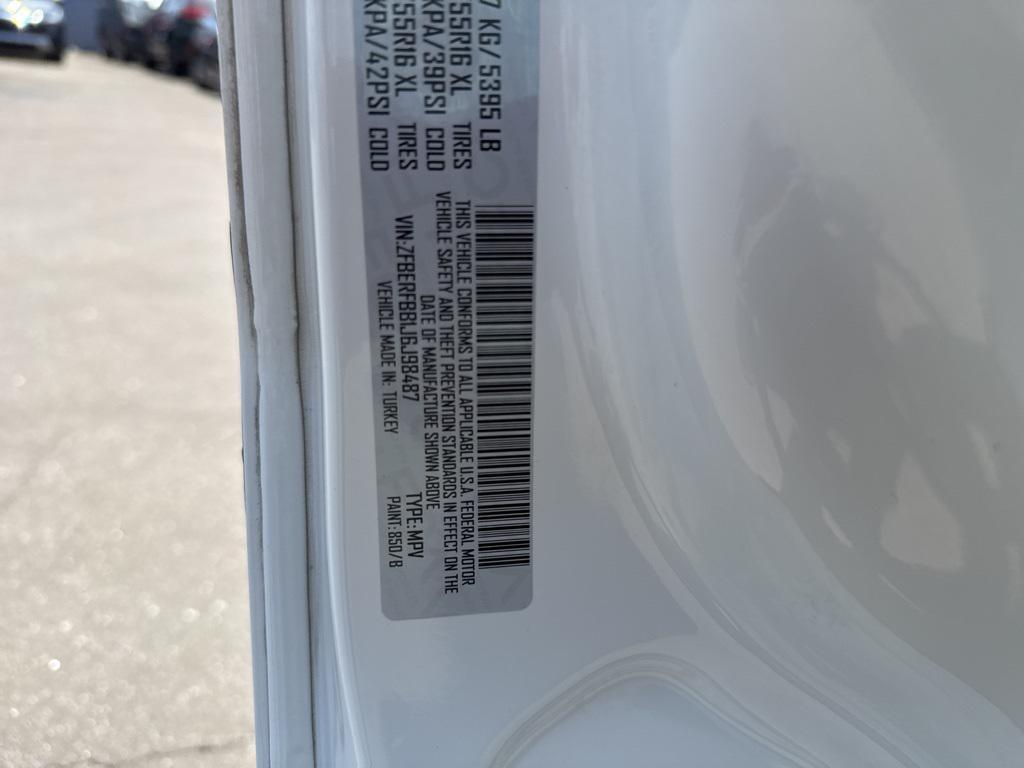 7 KG/5395 LB
55R16 XL TIRES
KPA/39PSI COLD
55R16 XL TIRES
KPA/42PSI COLD
THIS VEHICLE CONFORMS TO ALL APPLICABLE U.S.A. FEDERAL MOTOR
VEHICLE SAFETY AND THEFT PREVENTION STANDARDS IN EFFECT ON THE
DATE OF MANUFACTURE SHOWN ABOVE
VIN:ZFBERFBB1J6J98487 TYPE:MPV
VEHICLE MADE IN: TURKEY PAINT:850/B